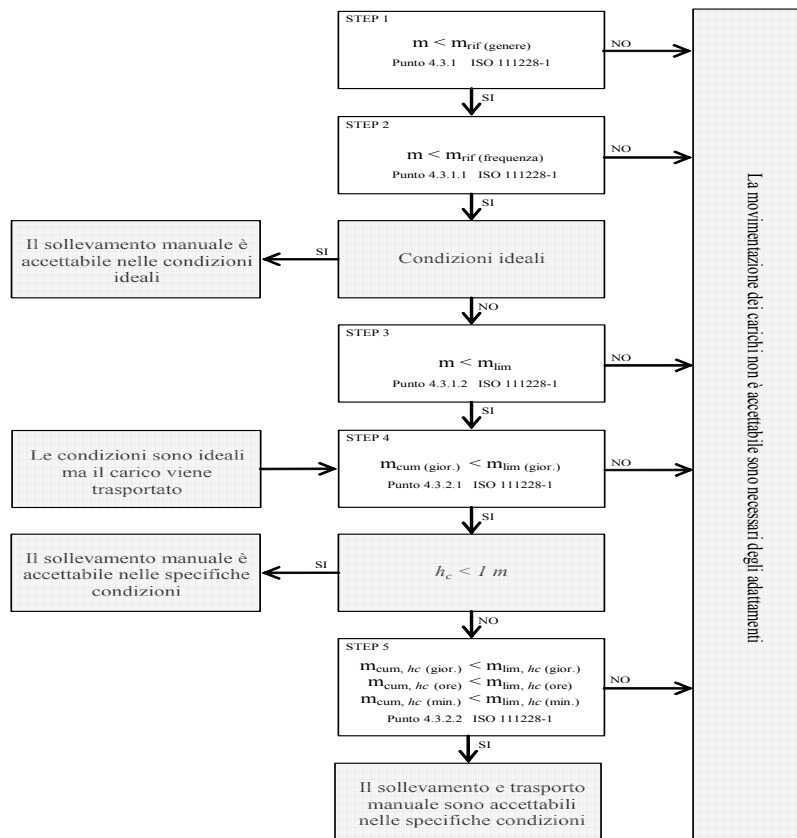 STEP 1
m < mrif (genere)
Punto 4.3.1 ISO 111228-1
NO
SI
STEP 2
m < mrif (frequenza)
Punto 4.3.1.1 ISO 111228-1
NO
SI
Il sollevamento manuale è
accettabile nelle condizioni
ideali
SI
Condizioni ideali
NO
STEP 3
m < mlim
Punto 4.3.1.2 ISO 111228-1
NO
SI
Le condizioni sono ideali
ma il carico viene
trasportato
STEP 4
mcum (gior.) < mlim (gior.)
Punto 4.3.2.1 ISO 111228-1
NO
SI
Il sollevamento manuale è
accettabile nelle specifiche
condizioni
SI
hc < 1 m
NO
STEP 5
mcum, hc (gior.) < mlim, hc (gior.)
mcum, hc (ore) < mlim, hc (ore)
mcum, hc (min.) < mlim, hc (min.)
Punto 4.3.2.2 ISO 111228-1
NO
SI
Il sollevamento e trasporto
manuale sono accettabili
nelle specifiche condizioni
La movimentazione dei carichi non è accettabile sono necessari degli adattamenti